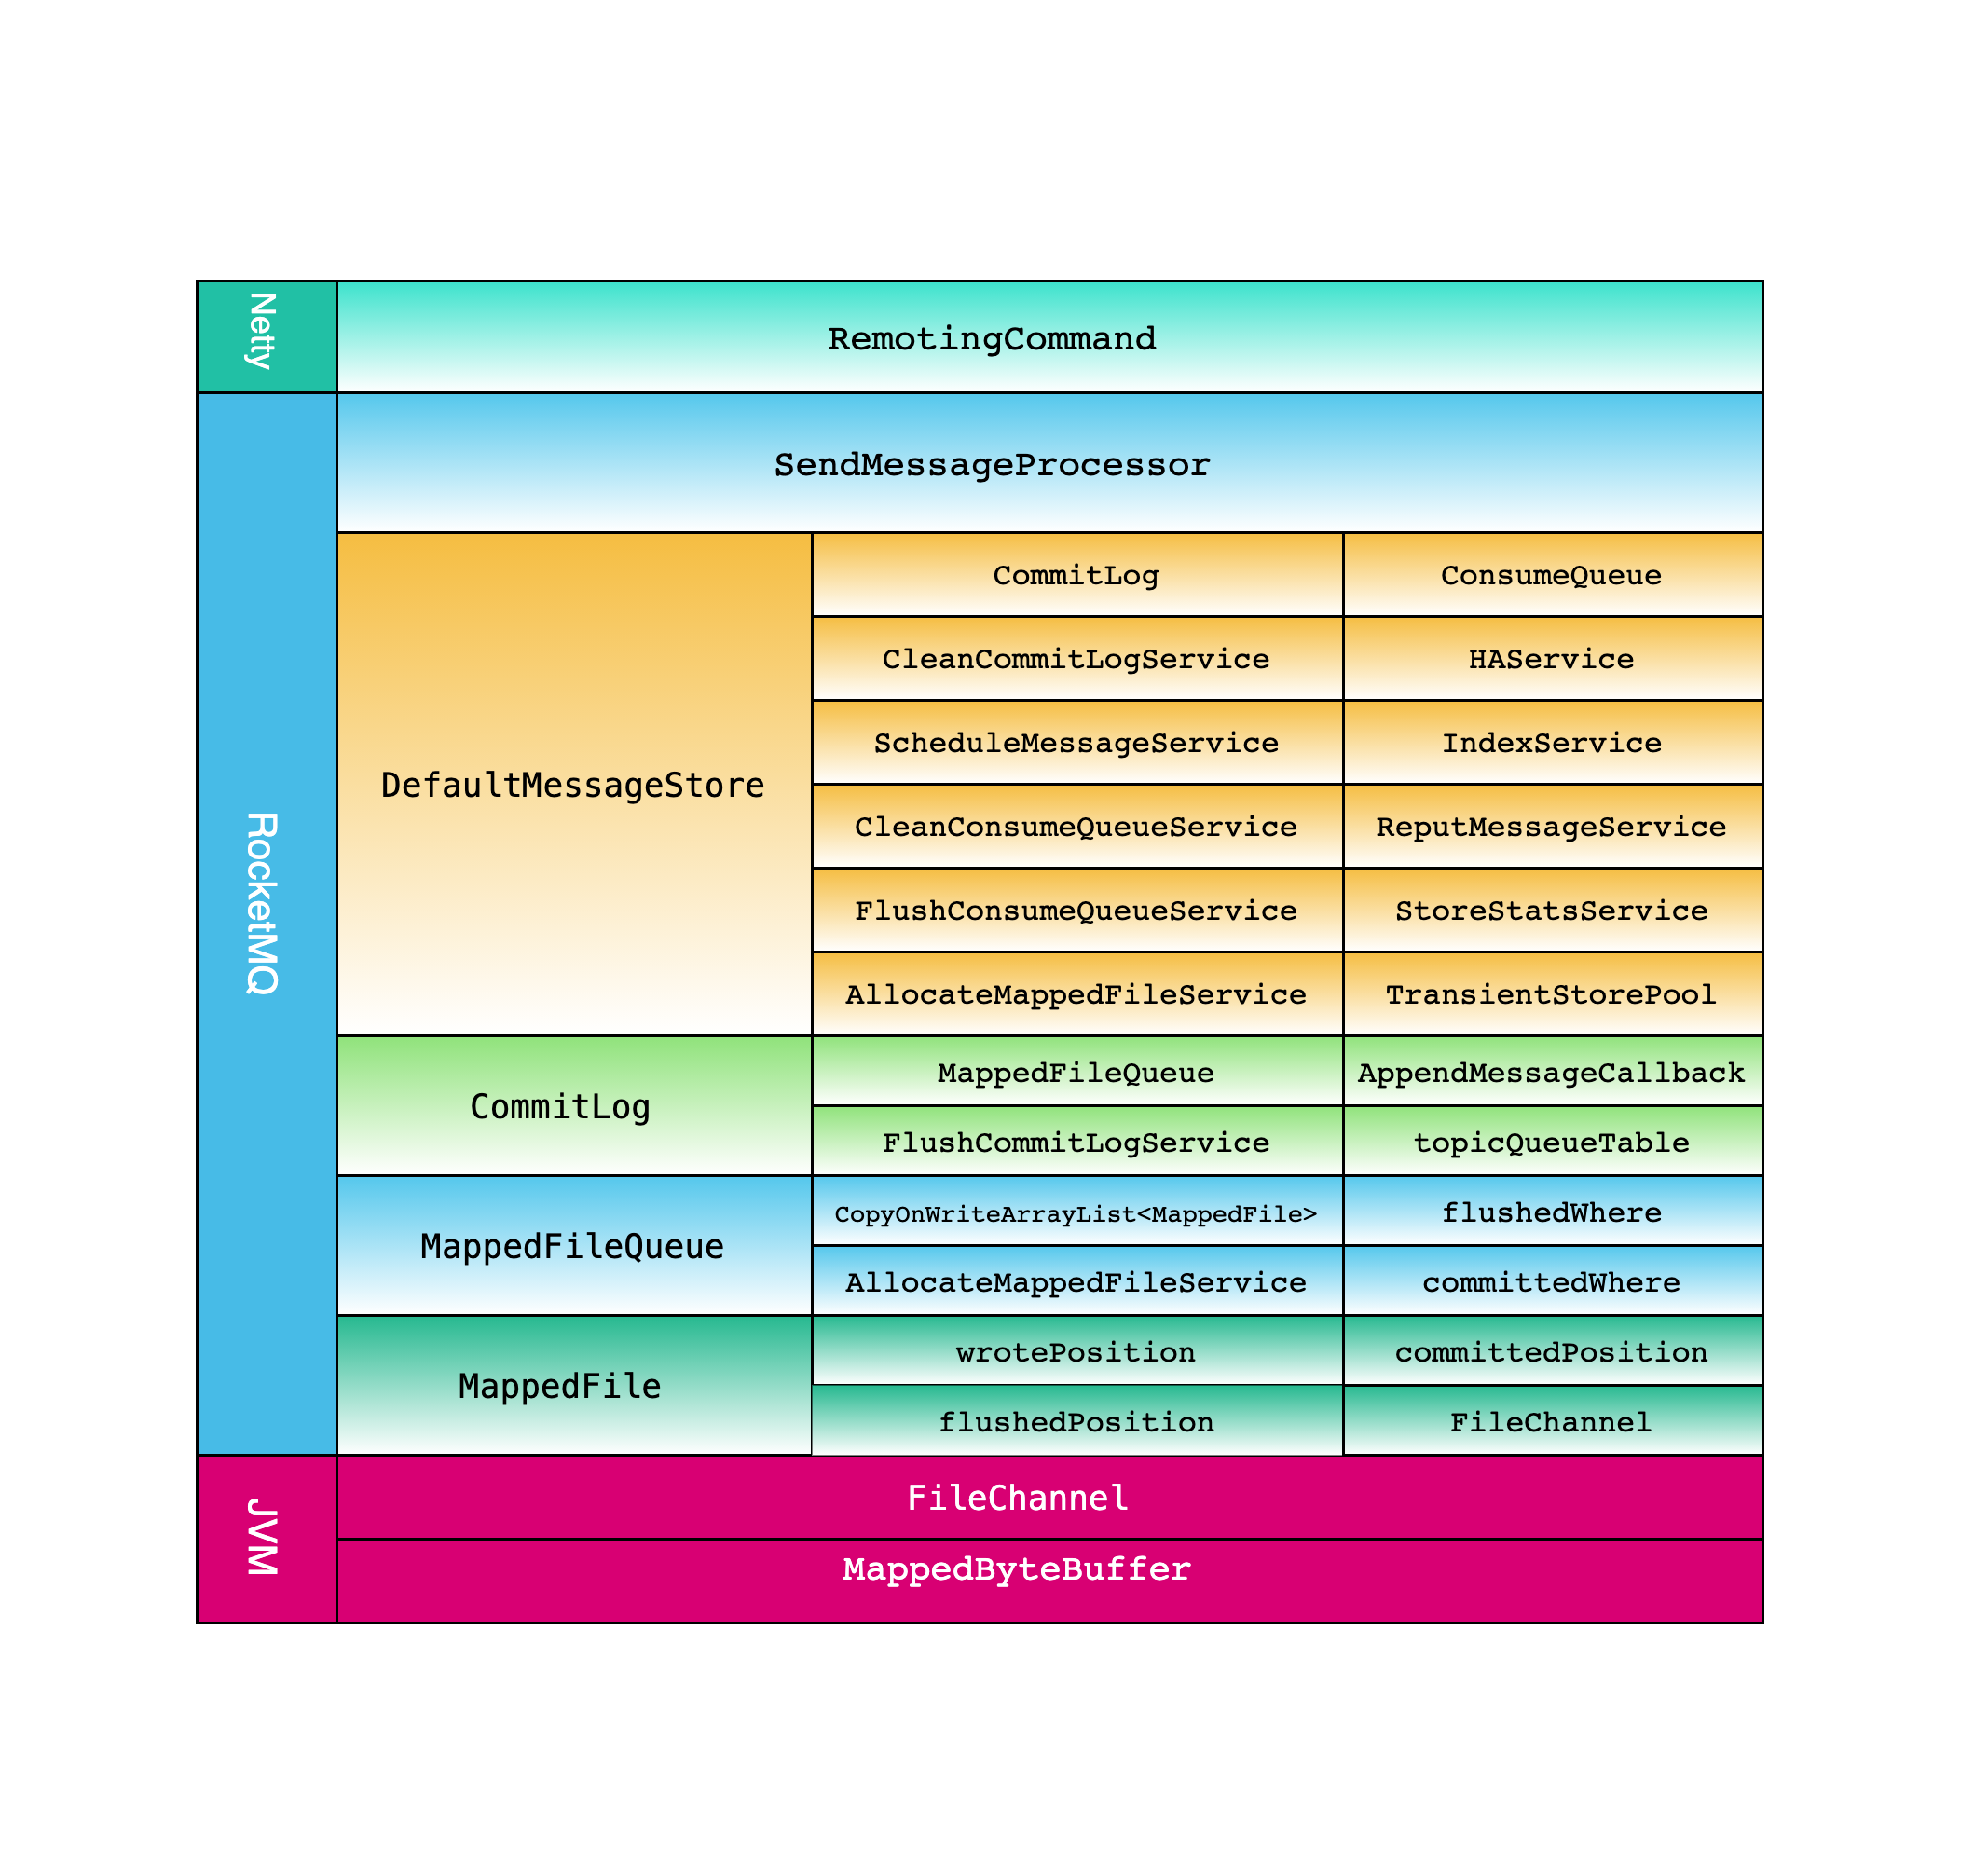 Netty
RemotingCommand
RocketMQ
SendMessageProcessor
DefaultMessageStore
CommitLog
ConsumeQueue
CleanCommitLogService
HAService
ScheduleMessageService
IndexService
CleanConsumeQueueService
ReputMessageService
FlushConsumeQueueService
StoreStatsService
AllocateMappedFileService
TransientStorePool
CommitLog
MappedFileQueue
AppendMessageCallback
FlushCommitLogService
topicQueueTable
MappedFileQueue
CopyOnWriteArrayList<MappedFile>
flushedWhere
AllocateMappedFileService
committedWhere
MappedFile
wrotePosition
committedPosition
flushedPosition
FileChannel
JVM
FileChannel
MappedByteBuffer